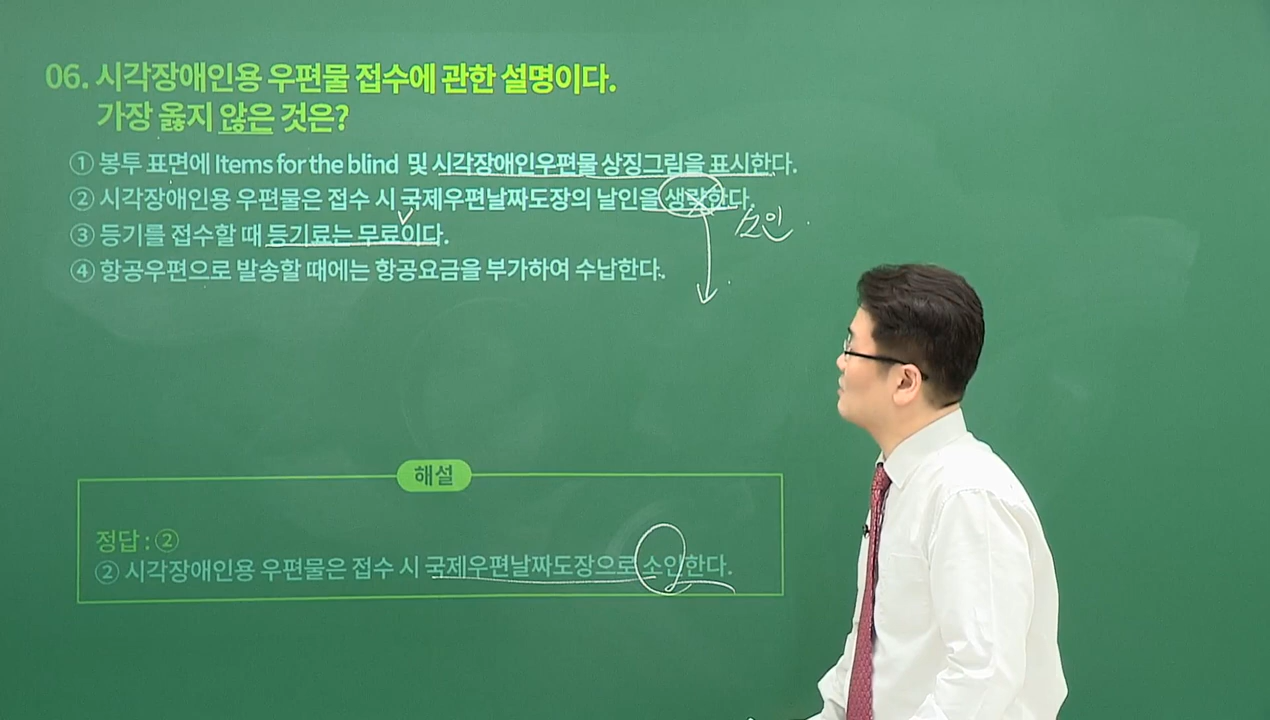 06. 시각장애인용 우편물 접수에 관한 설명이다.
가장 옳지 않은 것은?
① 봉투 표면에 Items for the blind 및 시각장애인우편물 상징그림을 표시한다.
② 시각장애인용 우편물은 접수 시 국제우편날짜도장의 날인을 생략한다.
소인
③ 등기를 접수할 때 등기료는 무료이다.
④ 항공우편으로 발송할 때에는 항공요금을 부가하여 수납한다.
해설
정답 : ②
② 시각장애인용 우편물은 접수 시 국제우편날짜도장으로 소인한다.